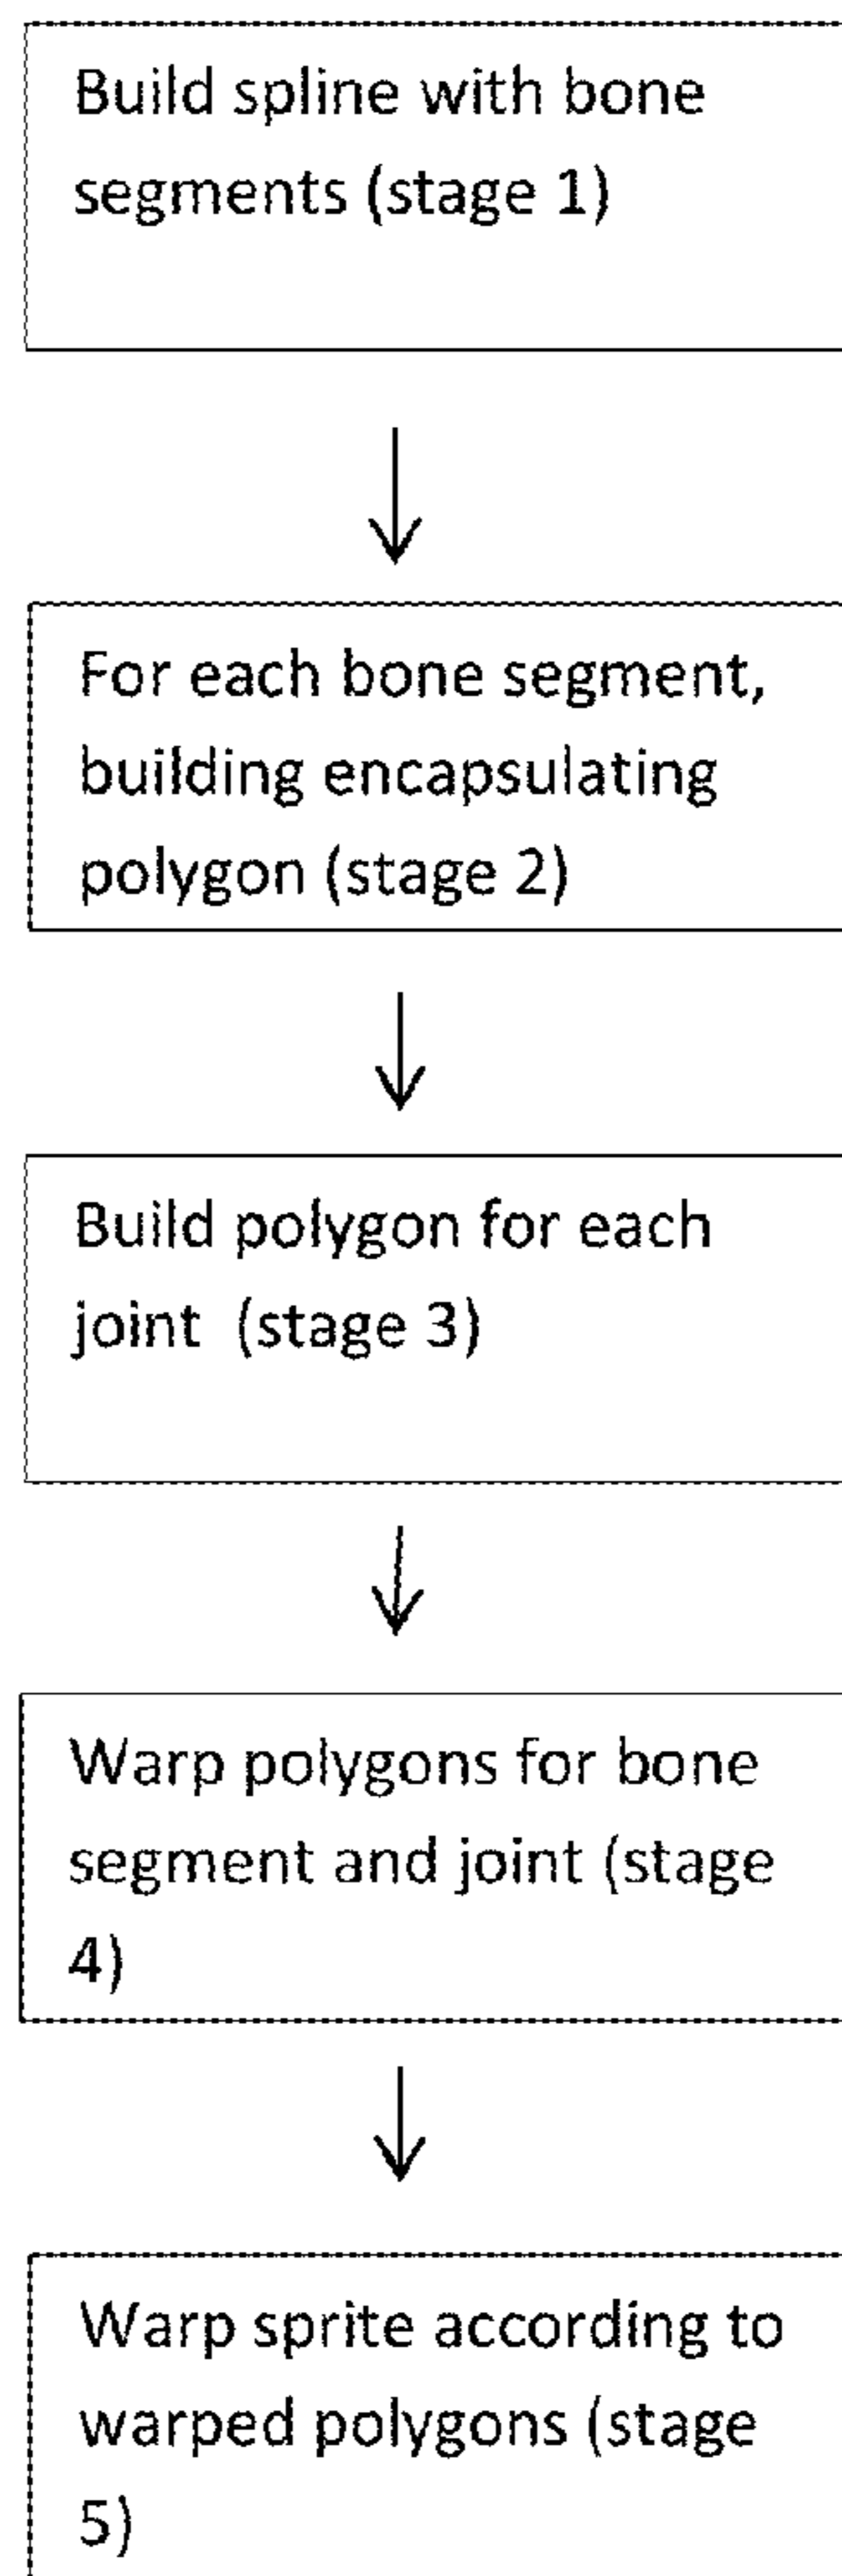 Build spline with bone
segments (stage 1)
For each bone segment,
building encapsulating
polygon (stage 2)
Build polygon for each
joint  (stage 3)
Warp polygons for bone
segment and joint (stage
4)
Warp sprite according to
warped polygons (stage
5)